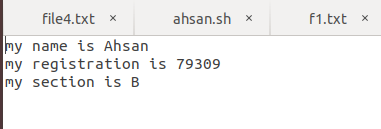 file4.txt × ahsan.sh × f1.txt ×
my name is Ahsan
my registration is 79309
my section is B